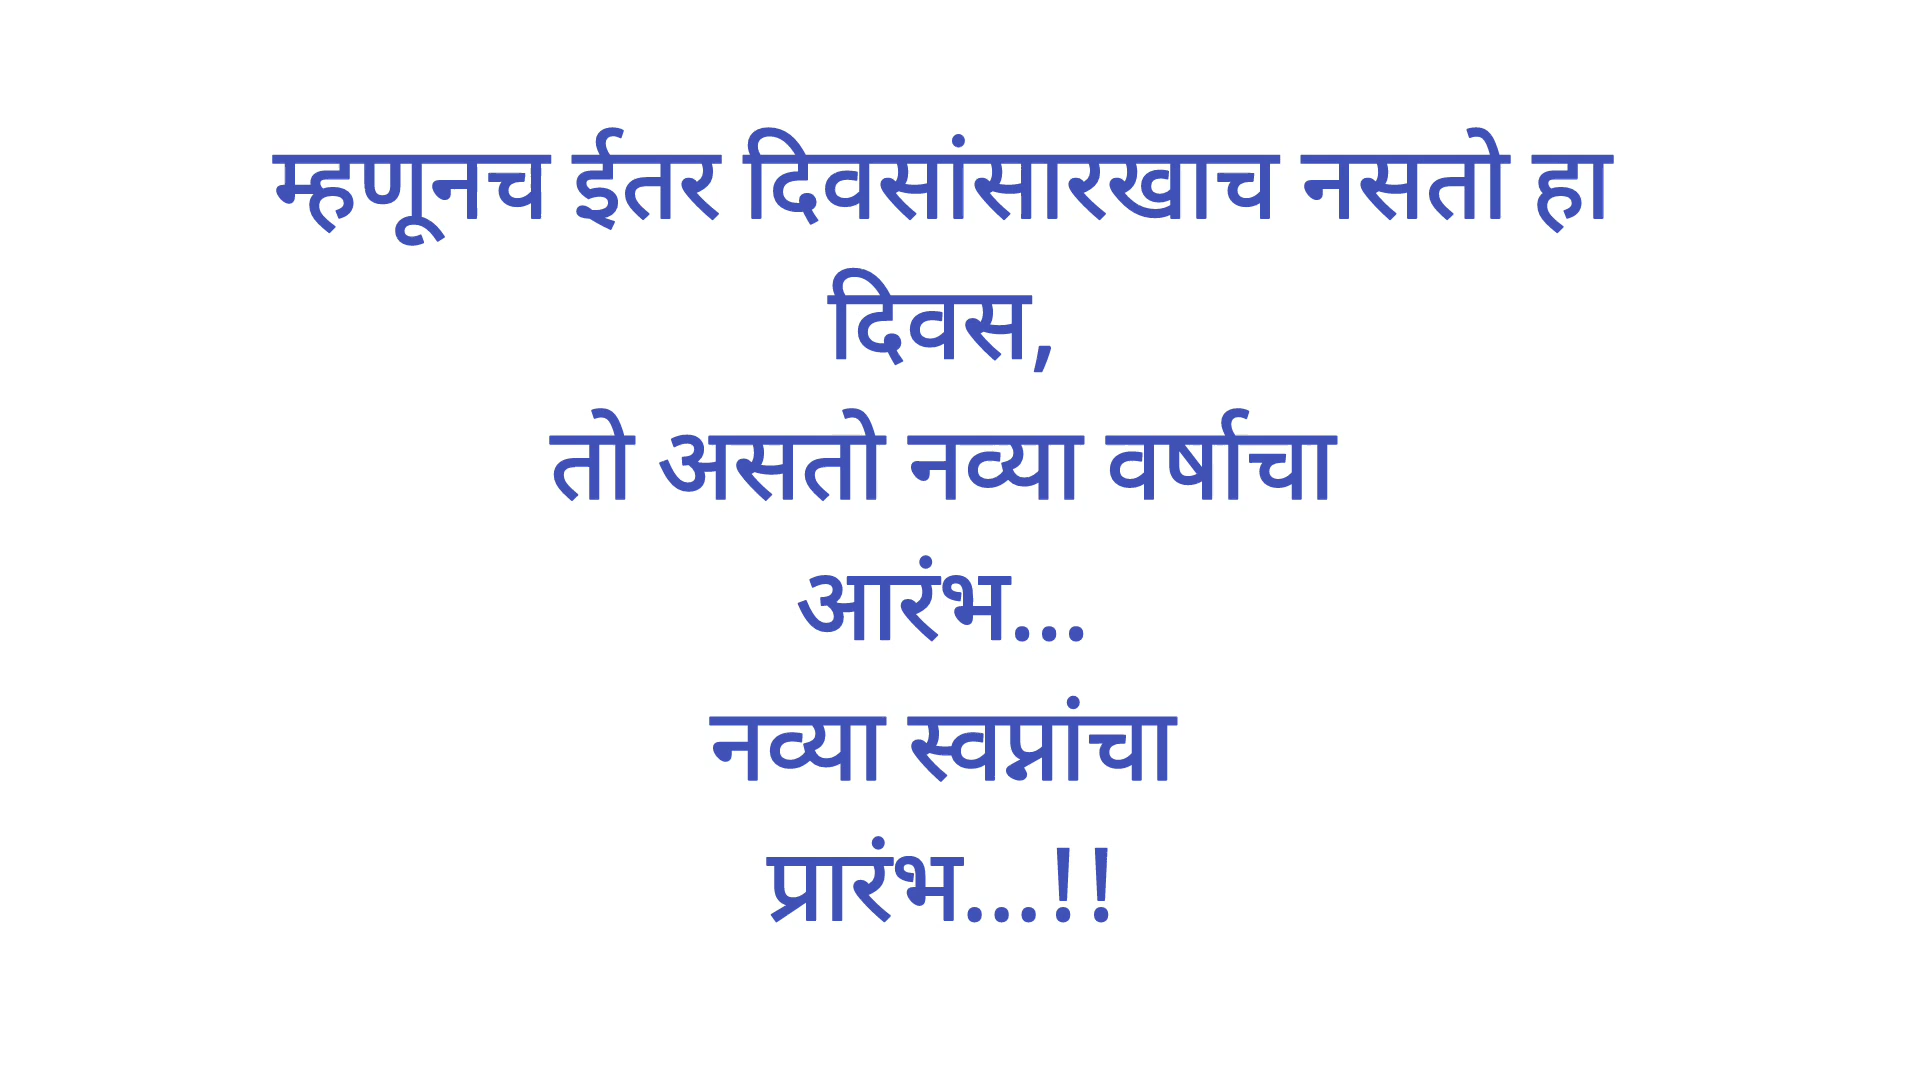 म्हणूनच ईतर दिवसांसारखाच नसतो हा
दिवस,
तो असतो नव्या वर्षाचा
आरंभ...
नव्या स्वप्नांचा
प्रारंभ...!!